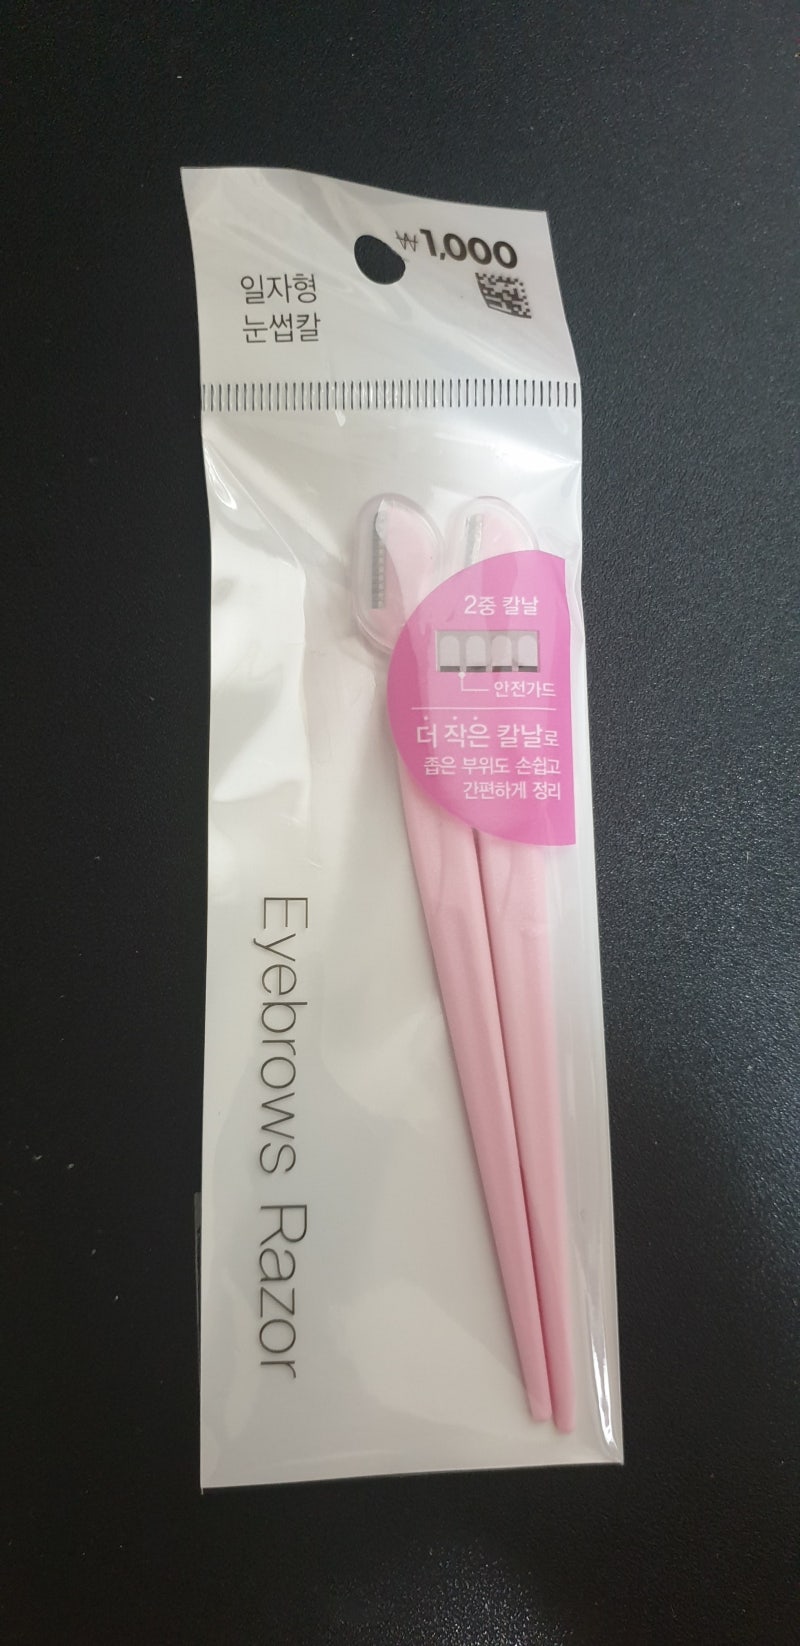 ₩1,000
일자형
눈썹칼
2중 칼날
안전가드
더 작은 칼날로
좁은 부위도 손쉽고
간편하게 정리
Eyebrows Razor